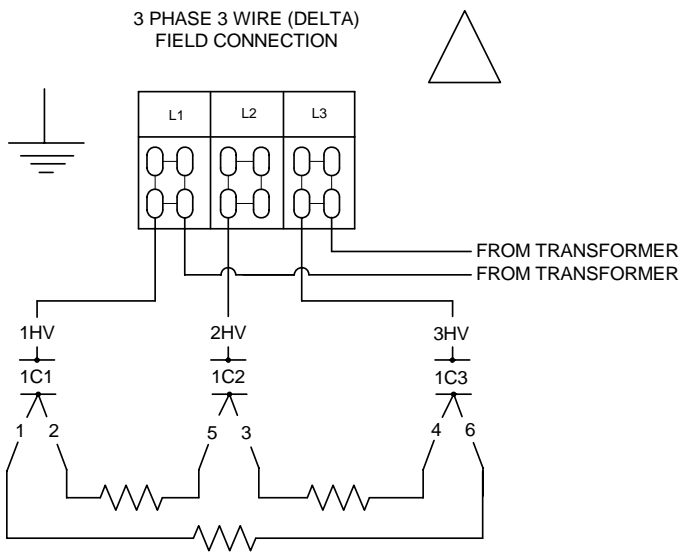 3 PHASE 3 WIRE (DELTA)
FIELD CONNECTION
L1 L2 L3
FROM TRANSFORMER
FROM TRANSFORMER
1HV 2HV 3HV
1C1 1C2 1C3
1 2 5 3 4 6